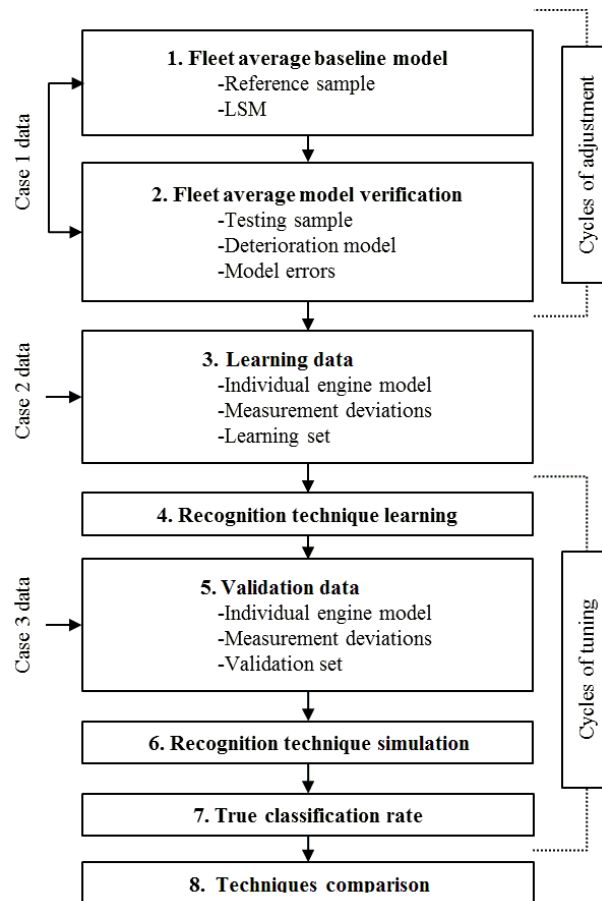 1. Fleet average baseline model
-Reference sample
-LSM
Case 1 data
2. Fleet average model verification
-Testing sample
-Deterioration model
-Model errors
Cycles of adjustment
3. Learning data
-Individual engine model
-Measurement deviations
-Learning set
Case 2 data
4. Recognition technique learning
5. Validation data
-Individual engine model
-Measurement deviations
-Validation set
Case 3 data
Cycles of tuning
6. Recognition technique simulation
7. True classification rate
8. Techniques comparison